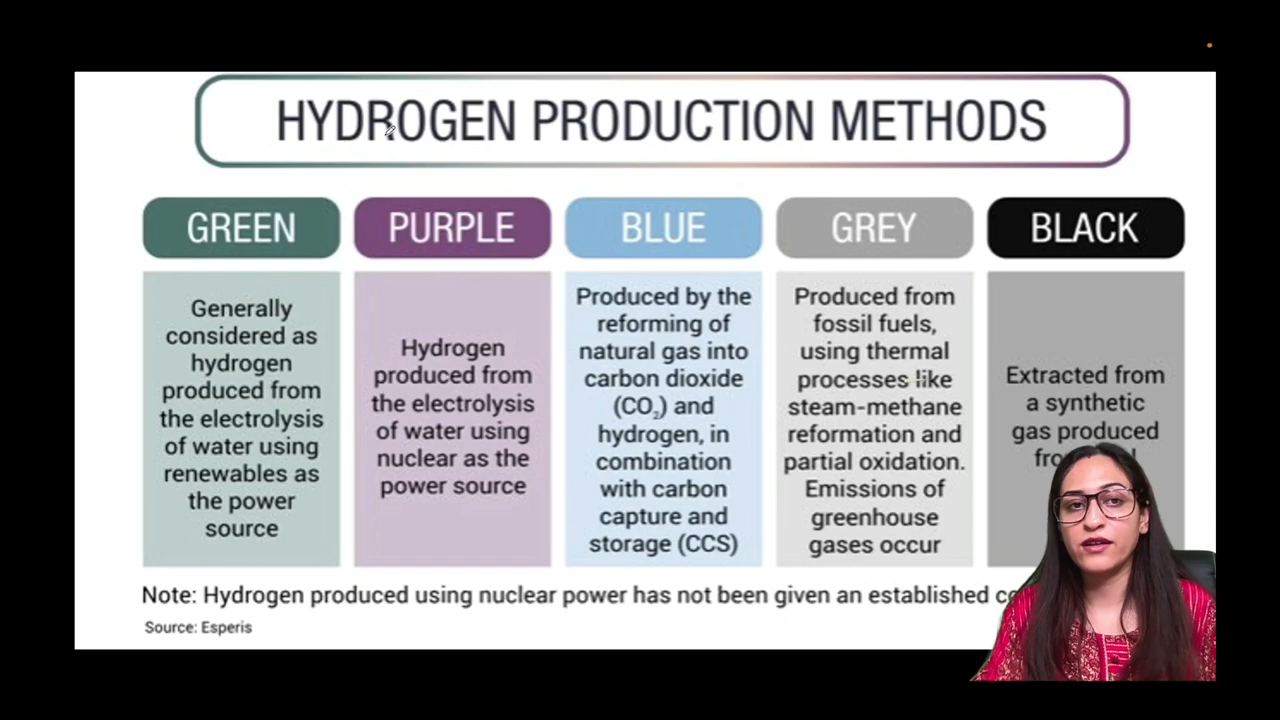 HYDROGEN PRODUCTION METHODS
GREEN
Generally
considered as
hydrogen
produced from
the electrolysis
of water using
renewables as
the power
source
PURPLE
Hydrogen
produced from
the electrolysis
of water using
nuclear as the
power source
BLUE
Produced by the
reforming of
natural gas into
carbon dioxide
(CO₂) and
hydrogen, in
combination
with carbon
capture and
storage (CCS)
GREY
Produced from
fossil fuels,
using thermal
processes like
steam-methane
reformation and
partial oxidation.
Emissions of
greenhouse
gases occur
BLACK
Extracted from
a synthetic
gas produced
Note: Hydrogen produced using nuclear power has not been given an established
Source: Esperis